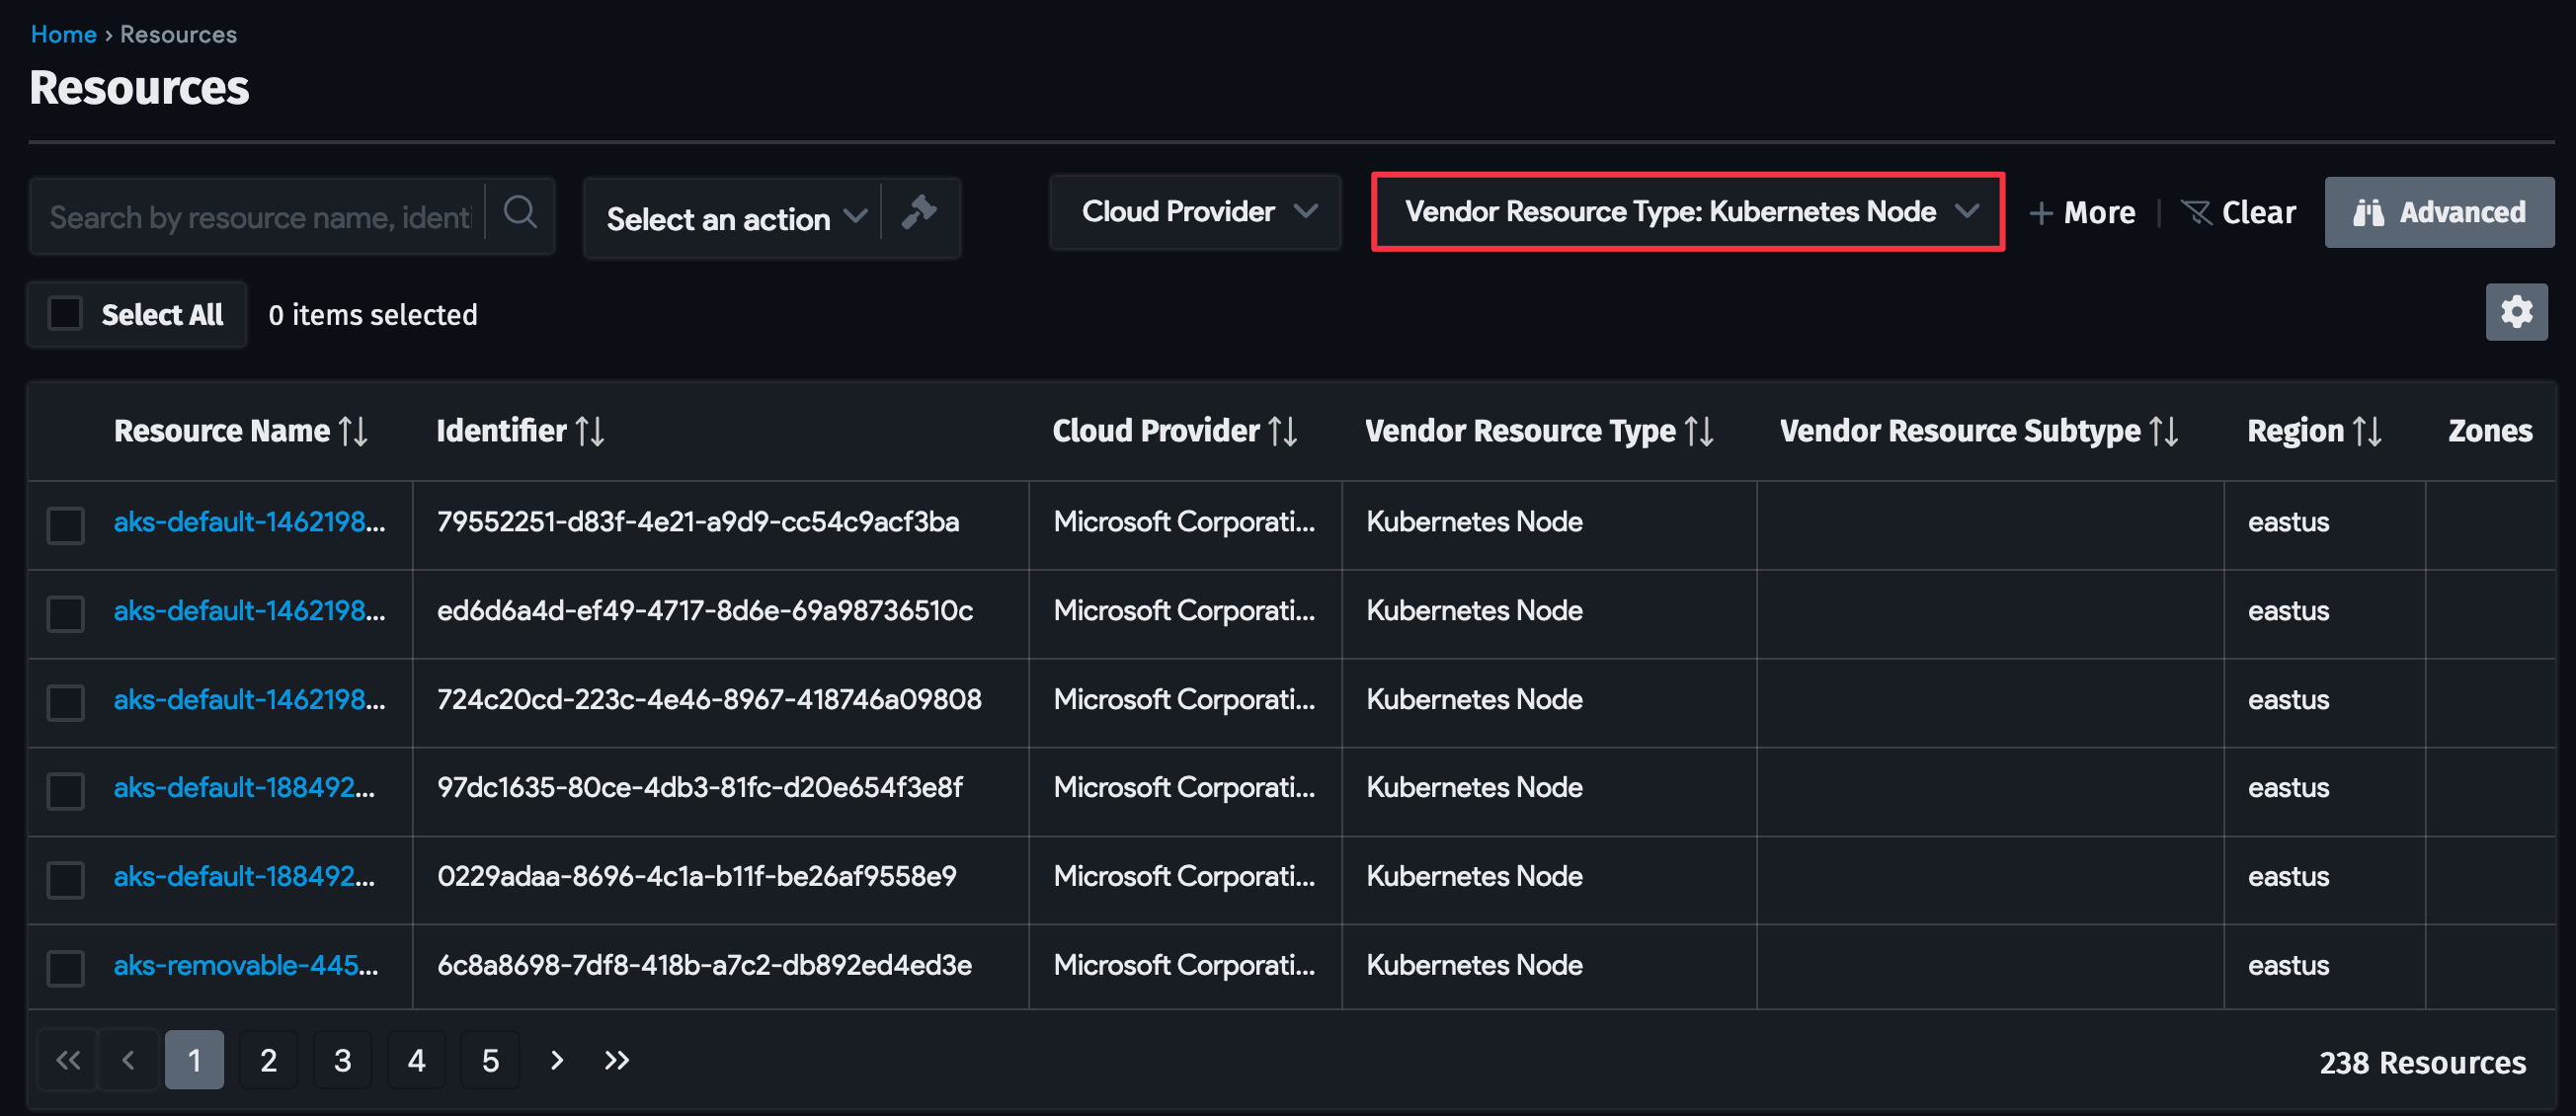 Home › Resources
Resources
Search by resource name, identi
Select an action
Cloud Provider
Vendor Resource Type: Kubernetes Node
+ More | Clear
Advanced
Select All
0 items selected
Resource Name Identifier Cloud Provider Vendor Resource Type Vendor Resource Subtype Region Zones
aks-default-1462198... 79552251-d83f-4e21-a9d9-cc54c9acf3ba Microsoft Corporati... Kubernetes Node eastus
aks-default-1462198... ed6d6a4d-ef49-4717-8d6e-69a98736510c Microsoft Corporati... Kubernetes Node eastus
aks-default-1462198... 724c20cd-223c-4e46-8967-418746a09808 Microsoft Corporati... Kubernetes Node eastus
aks-default-188492... 97dc1635-80ce-4db3-81fc-d20e654f3e8f Microsoft Corporati... Kubernetes Node eastus
aks-default-188492... 0229adaa-8696-4c1a-b11f-be26af9558e9 Microsoft Corporati... Kubernetes Node eastus
aks-removable-445... 6c8a8698-7df8-418b-a7c2-db892ed4ed3e Microsoft Corporati... Kubernetes Node eastus
1 2 3 4 5
238 Resources